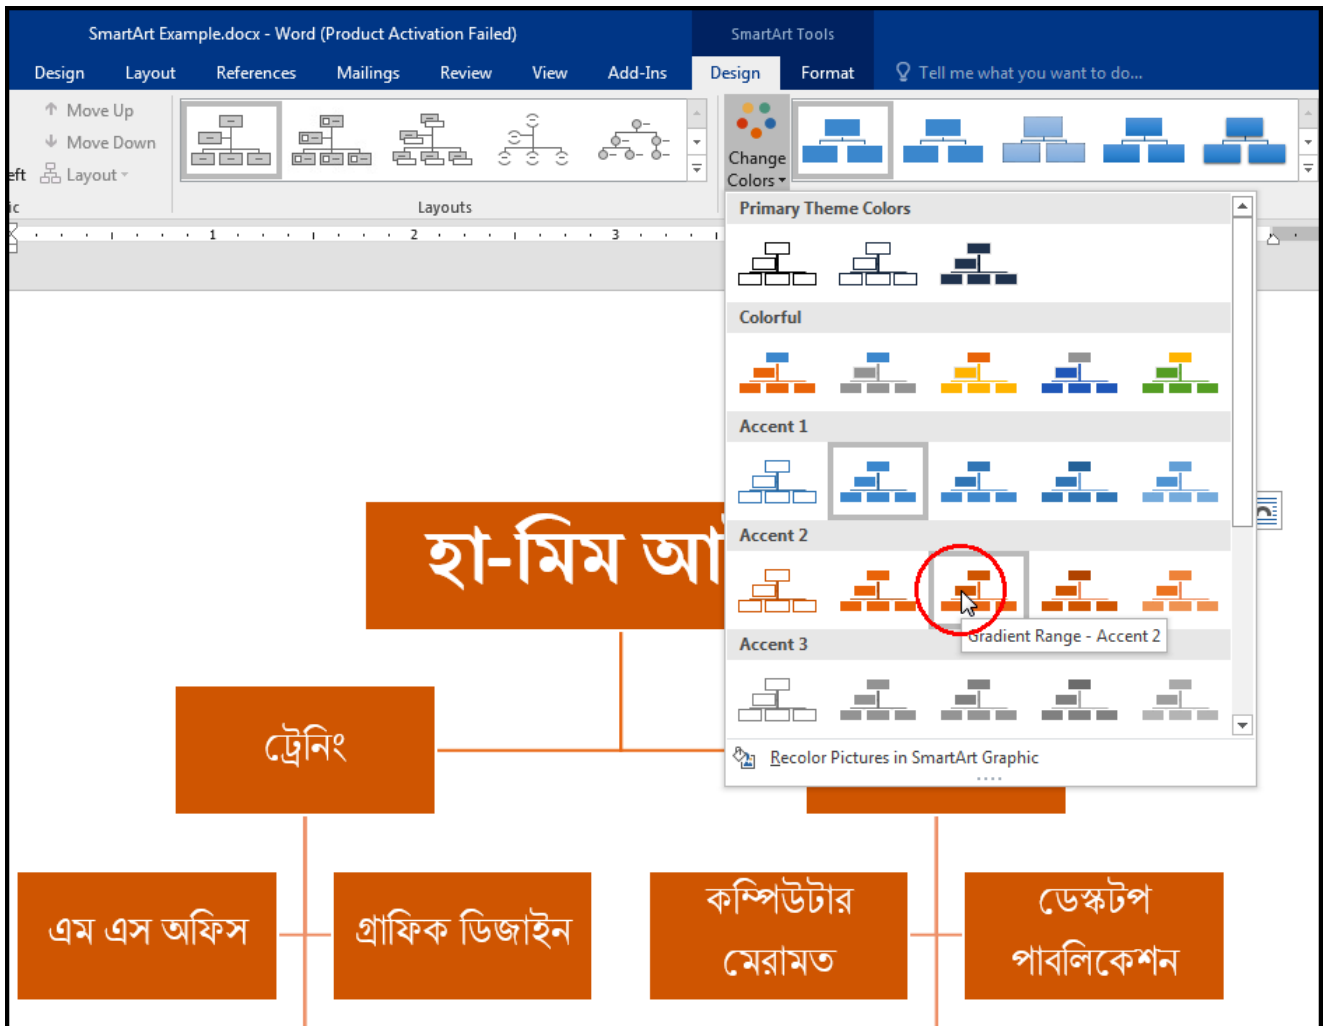 SmartArt Example.docx - Word (Product Activation Failed)
SmartArt Tools
Design Layout References Mailings Review View Add-Ins Design Format Tell me what you want to do...
Move Up
Move Down
Layout
Change
Colors
Layouts
1 2 3
Primary Theme Colors
Colorful
Accent 1
Accent 2
Gradient Range - Accent 2
Accent 3
Recolor Pictures in SmartArt Graphic
হা-মিম
ট্রেনিং
এম এস অফিস
গ্রাফিক ডিজাইন
কম্পিউটার
মেরামত
ডেস্কটপ
পাবলিকেশন